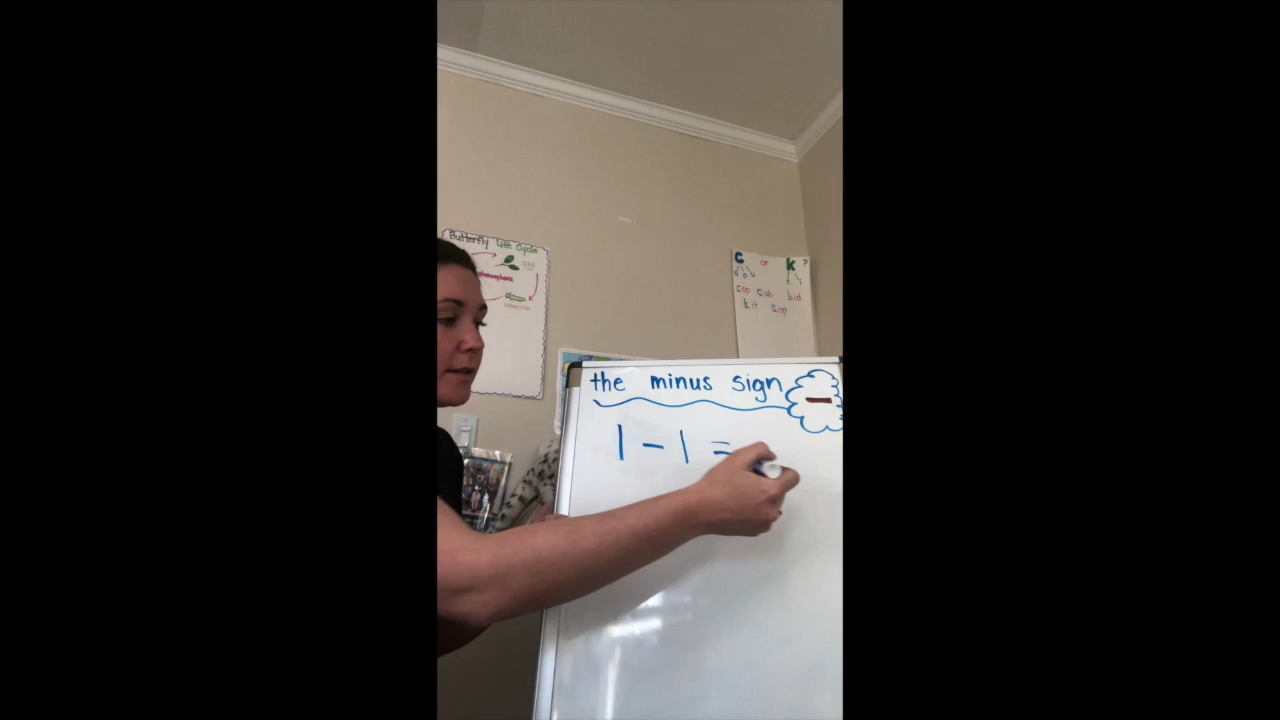 Butterfly Life Cycle
C or K ?
cap cub kid
kit cop
the minus sign -
1 - 1 =